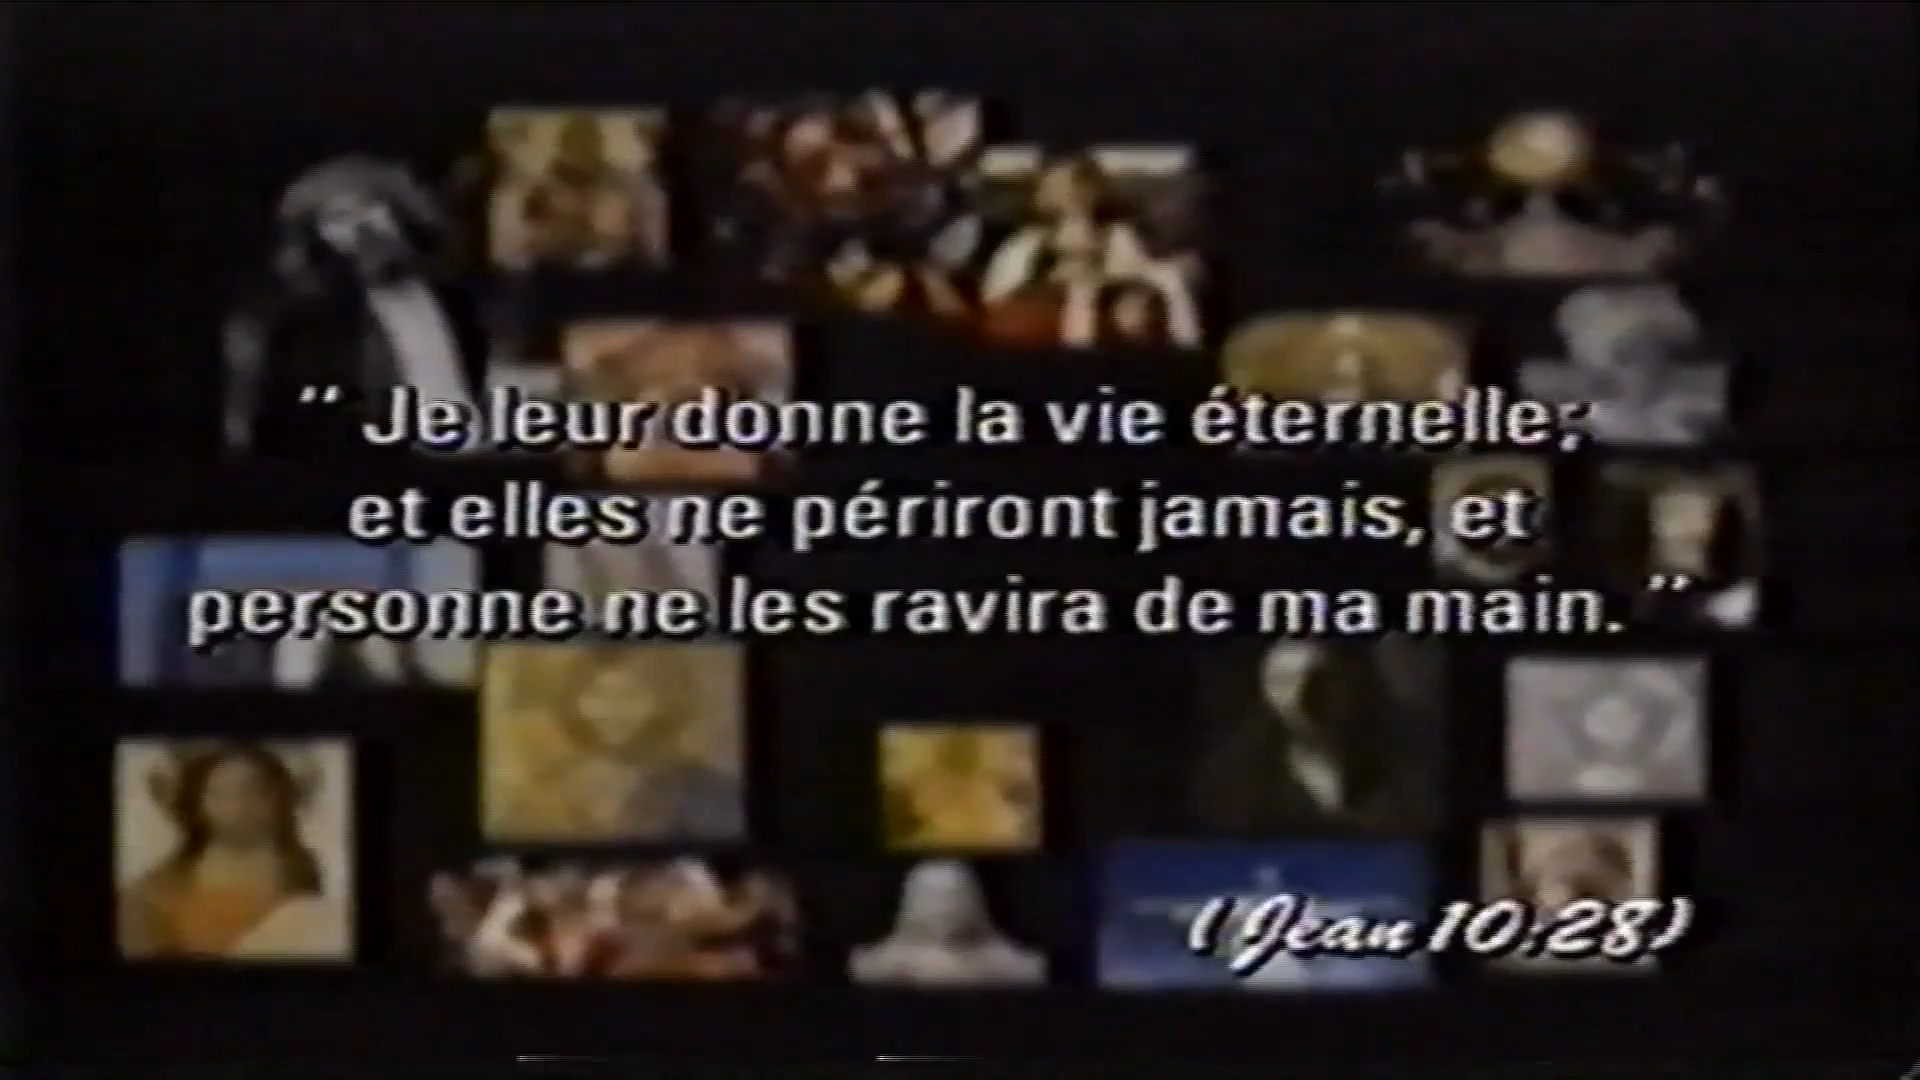 “ Je leur donne la vie éternelle;
et elles ne périront jamais, et
personne ne les ravira de ma main. ”
(Jean 10:28)